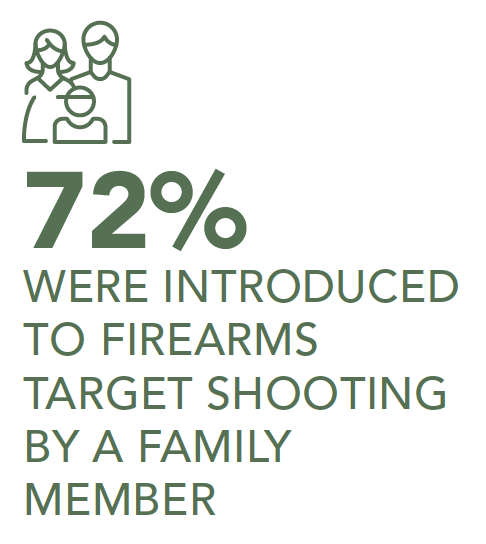 72%
WERE INTRODUCED
TO FIREARMS
TARGET SHOOTING
BY A FAMILY
MEMBER